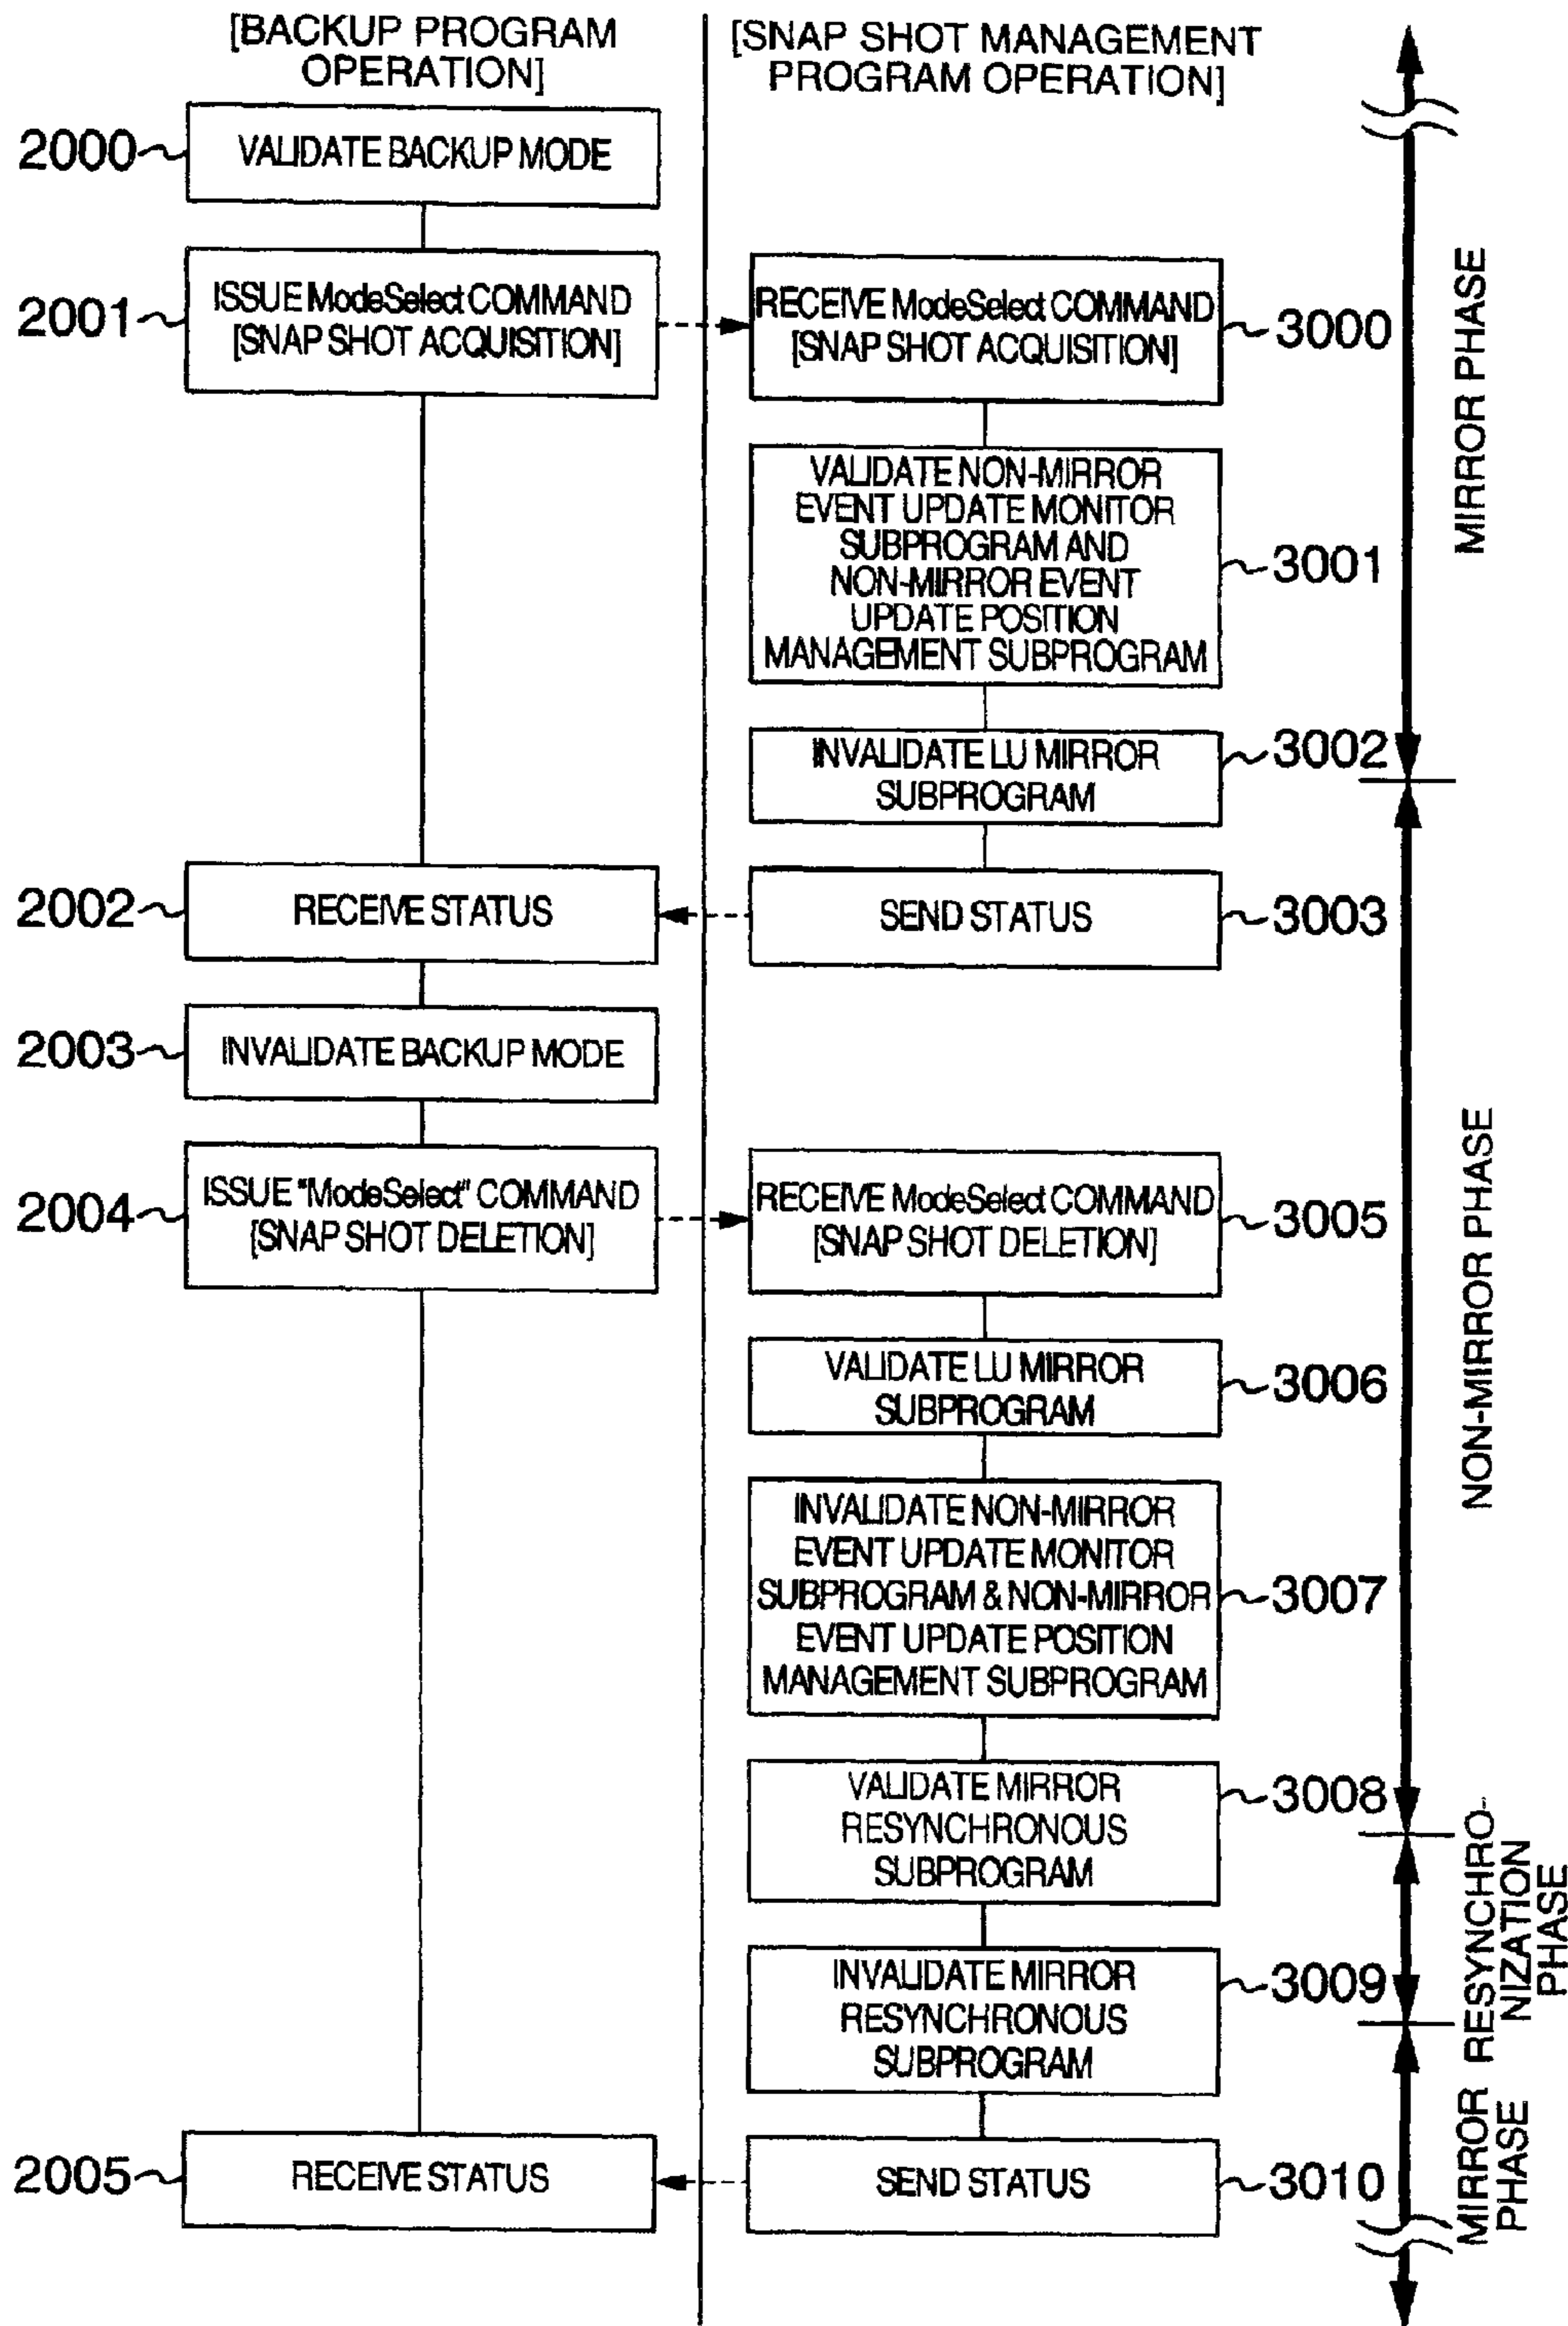 [BACKUP PROGRAM
OPERATION]
[SNAP SHOT MANAGEMENT
PROGRAM OPERATION]
2000
VALIDATE BACKUP MODE
2001
ISSUE ModeSelect COMMAND
[SNAP SHOT ACQUISITION]
RECEIVE ModeSelect COMMAND
[SNAP SHOT ACQUISITION]
3000
VALIDATE NON-MIRROR
EVENT UPDATE MONITOR
SUBPROGRAM AND
NON-MIRROR EVENT
UPDATE POSITION
MANAGEMENT SUBPROGRAM
3001
INVALIDATE LU MIRROR
SUBPROGRAM
3002
MIRROR PHASE
2002
RECEIVE STATUS
SEND STATUS
3003
2003
INVALIDATE BACKUP MODE
2004
ISSUE "ModeSelect" COMMAND
[SNAP SHOT DELETION]
RECEIVE ModeSelect COMMAND
[SNAP SHOT DELETION]
3005
VALIDATE LU MIRROR
SUBPROGRAM
3006
INVALIDATE NON-MIRROR
EVENT UPDATE MONITOR
SUBPROGRAM & NON-MIRROR
EVENT UPDATE POSITION
MANAGEMENT SUBPROGRAM
3007
NON-MIRROR PHASE
VALIDATE MIRROR
RESYNCHRONOUS
SUBPROGRAM
3008
INVALIDATE MIRROR
RESYNCHRONOUS
SUBPROGRAM
3009
RESYNCHRO-
NIZATION
PHASE
2005
RECEIVE STATUS
SEND STATUS
3010
MIRROR
PHASE